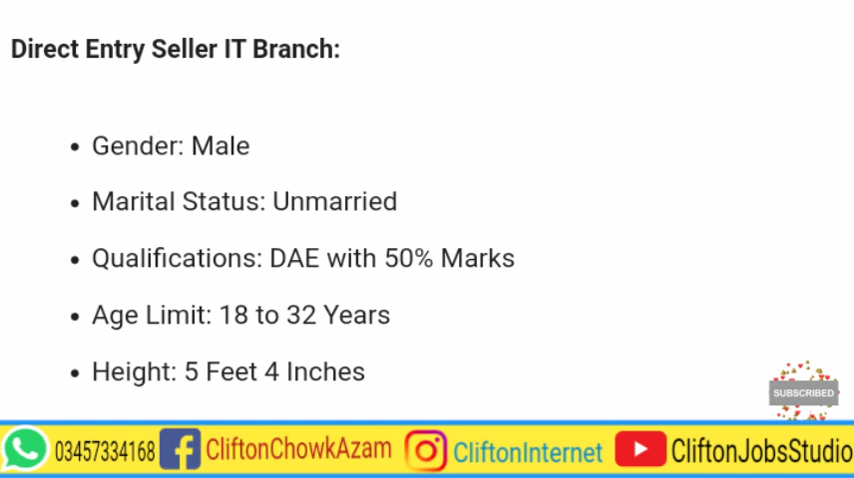 Direct Entry Seller IT Branch:
• Gender: Male
• Marital Status: Unmarried
• Qualifications: DAE with 50% Marks
• Age Limit: 18 to 32 Years
• Height: 5 Feet 4 Inches
SUBSCRIBED
03457334168 CliftonChowkAzam CliftonInternet CliftonJobsStudio